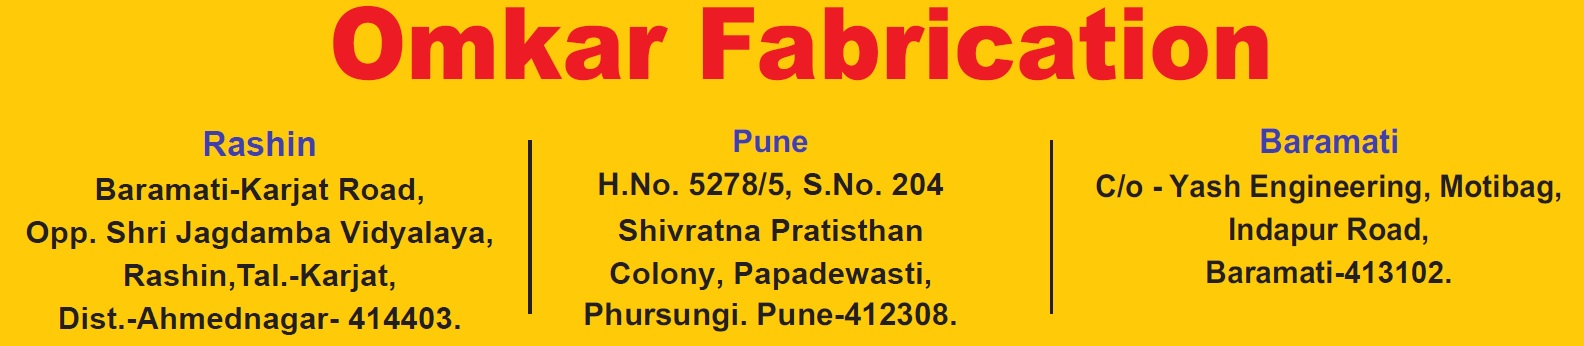 Omkar Fabrication
Rashin
Baramati-Karjat Road,
Opp. Shri Jagdamba Vidyalaya,
Rashin,Tal.-Karjat,
Dist.-Ahmednagar- 414403.
Pune
H.No. 5278/5, S.No. 204
Shivratna Pratisthan
Colony, Papadewasti,
Phursungi. Pune-412308.
Baramati
C/o - Yash Engineering, Motibag,
Indapur Road,
Baramati-413102.